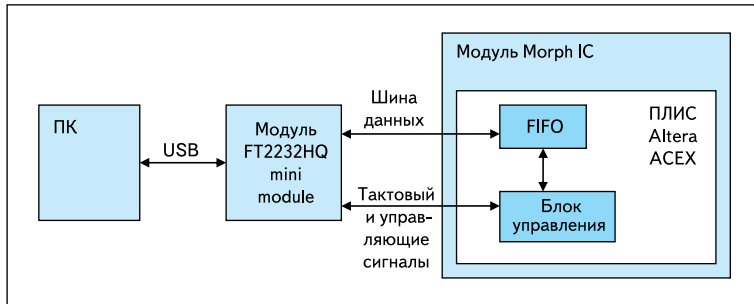 ПК
USB
Модуль
FT2232HQ
mini
module
Шина
данных
Тактовый
и управ-
ляющие
сигналы
Модуль Morph IC
FIFO
ПЛИС
Altera
ACEX
Блок
управления